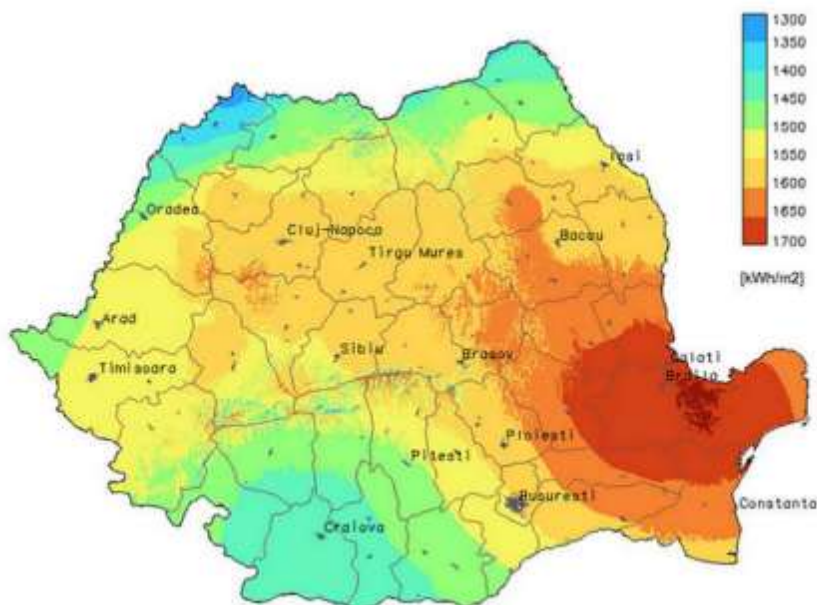 1300
1350
1400
1450
1500
1550
1600
1650
1700
[kWh/m2]
Iasi
Oradea
Cluj-Napoca
Bacau
Tirgu Mures
Arad
Sibiu
Brasov
Galati
Braila
Timisoara
Ploiesti
Pitesti
Bucuresti
Constanta
Craiova